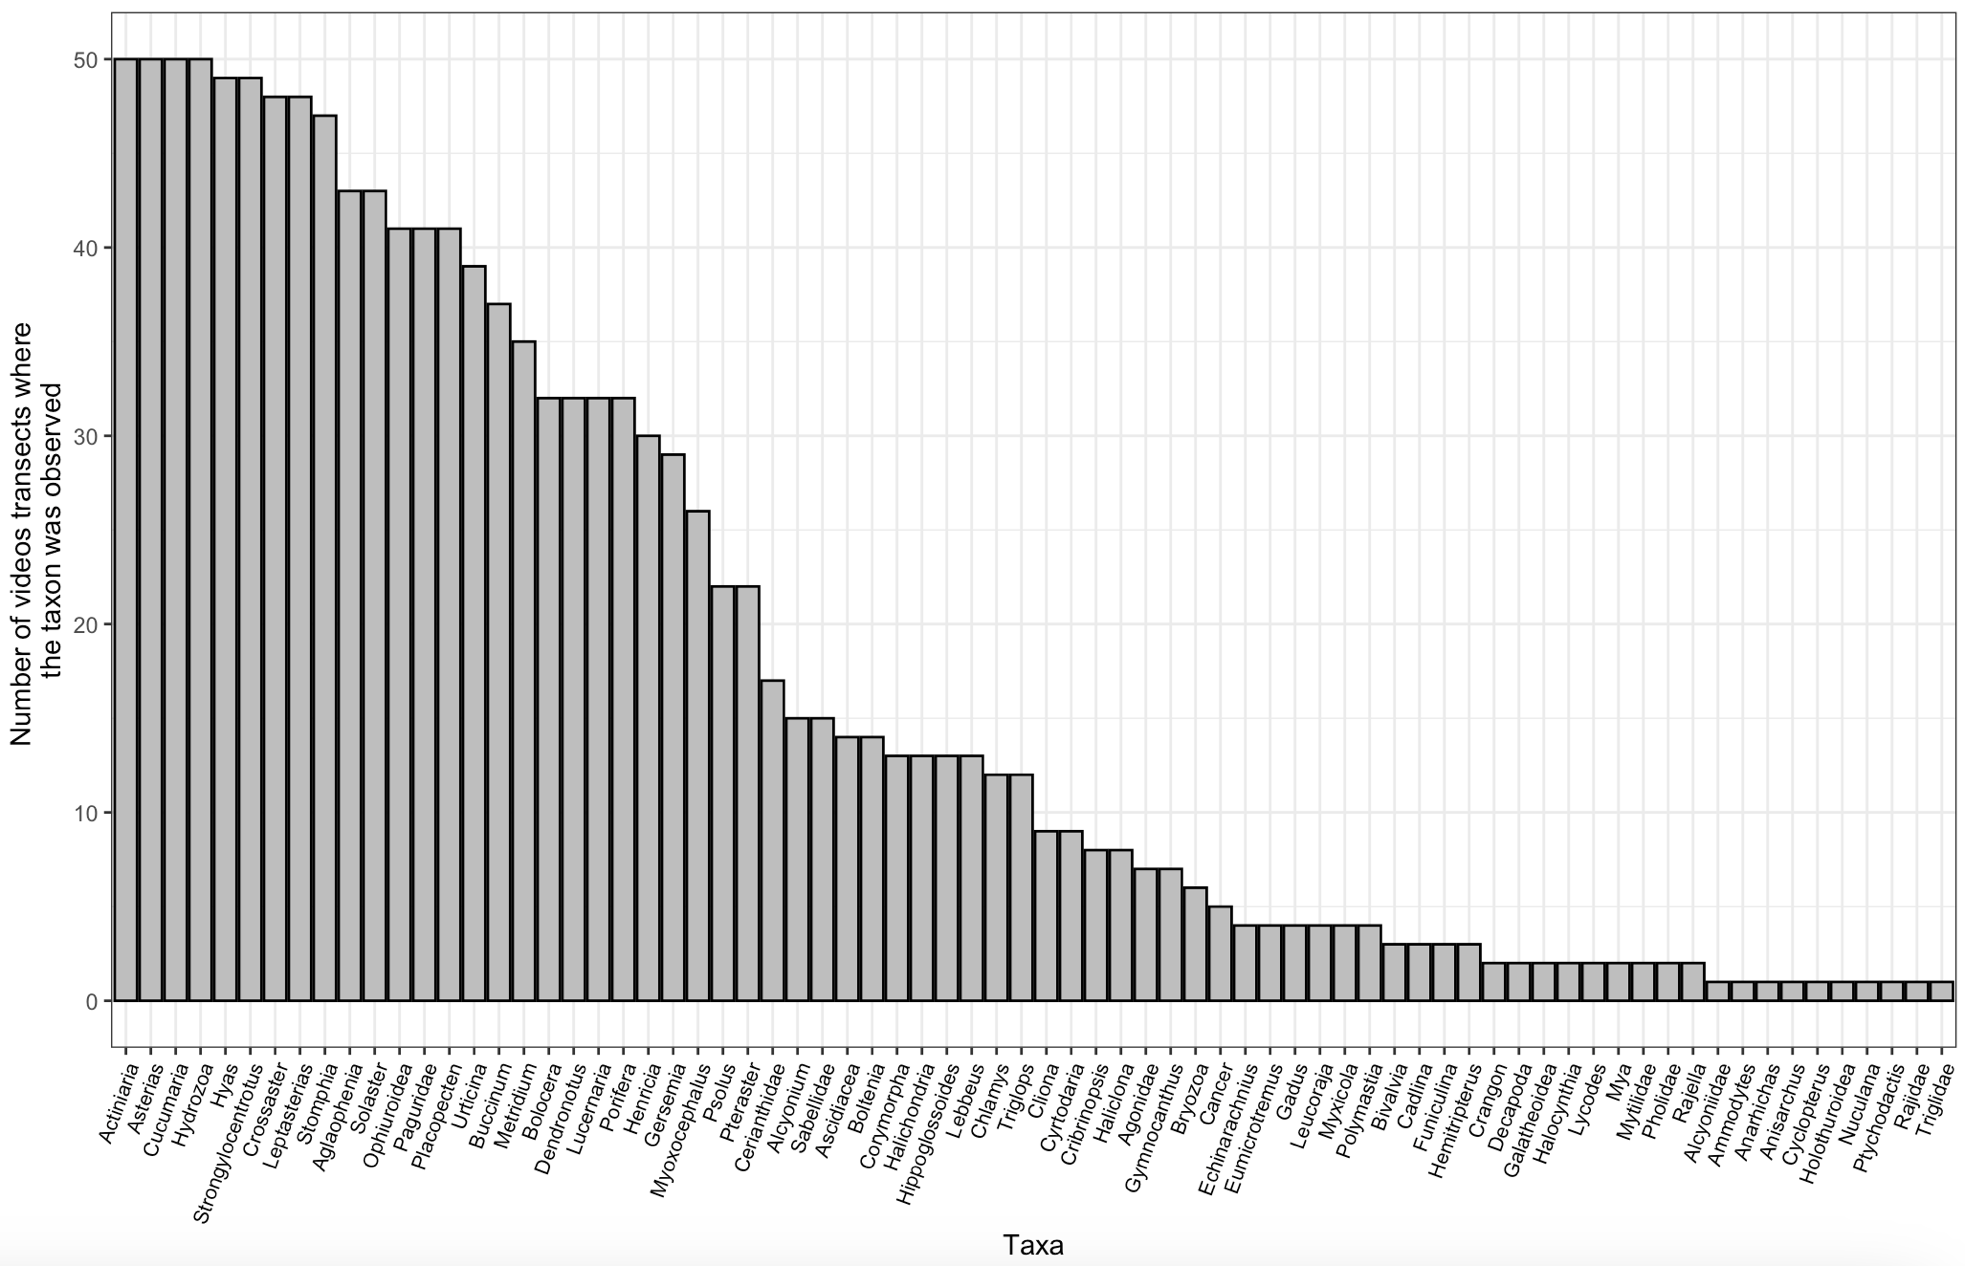 Number of videos transects where
the taxon was observed
50
40
30
20
10
0
Actiniaria
Asterias
Cucumaria
Hydrozoa
Hyas
Strongylocentrotus
Crossaster
Leptasterias
Stomphia
Aglaophenia
Solaster
Ophiuroidea
Paguridae
Placopecten
Urticina
Buccinum
Metridium
Bolocera
Dendronotus
Lucernaria
Porifera
Henricia
Gersemia
Myoxocephalus
Psolus
Pteraster
Cerianthidae
Alcyonium
Sabellidae
Ascidiacea
Boltenia
Corymorpha
Halichondria
Hippoglossoides
Lebbeus
Chlamys
Triglops
Cliona
Cyrtodaria
Cribrinopsis
Haliclona
Agonidae
Gymnocanthus
Bryozoa
Cancer
Echinarachnius
Eumicrotremus
Gadus
Leucoraja
Myxicola
Polymastia
Bivalvia
Cadlina
Funiculina
Hemitripterus
Crangon
Decapoda
Galatheoidea
Halocynthia
Lycodes
Mya
Mytilidae
Pholidae
Rajella
Alcyoniidae
Ammodytes
Anarhichas
Anisarchus
Cyclopterus
Holothuroidea
Nuculana
Ptychodactis
Rajidae
Triglidae
Taxa